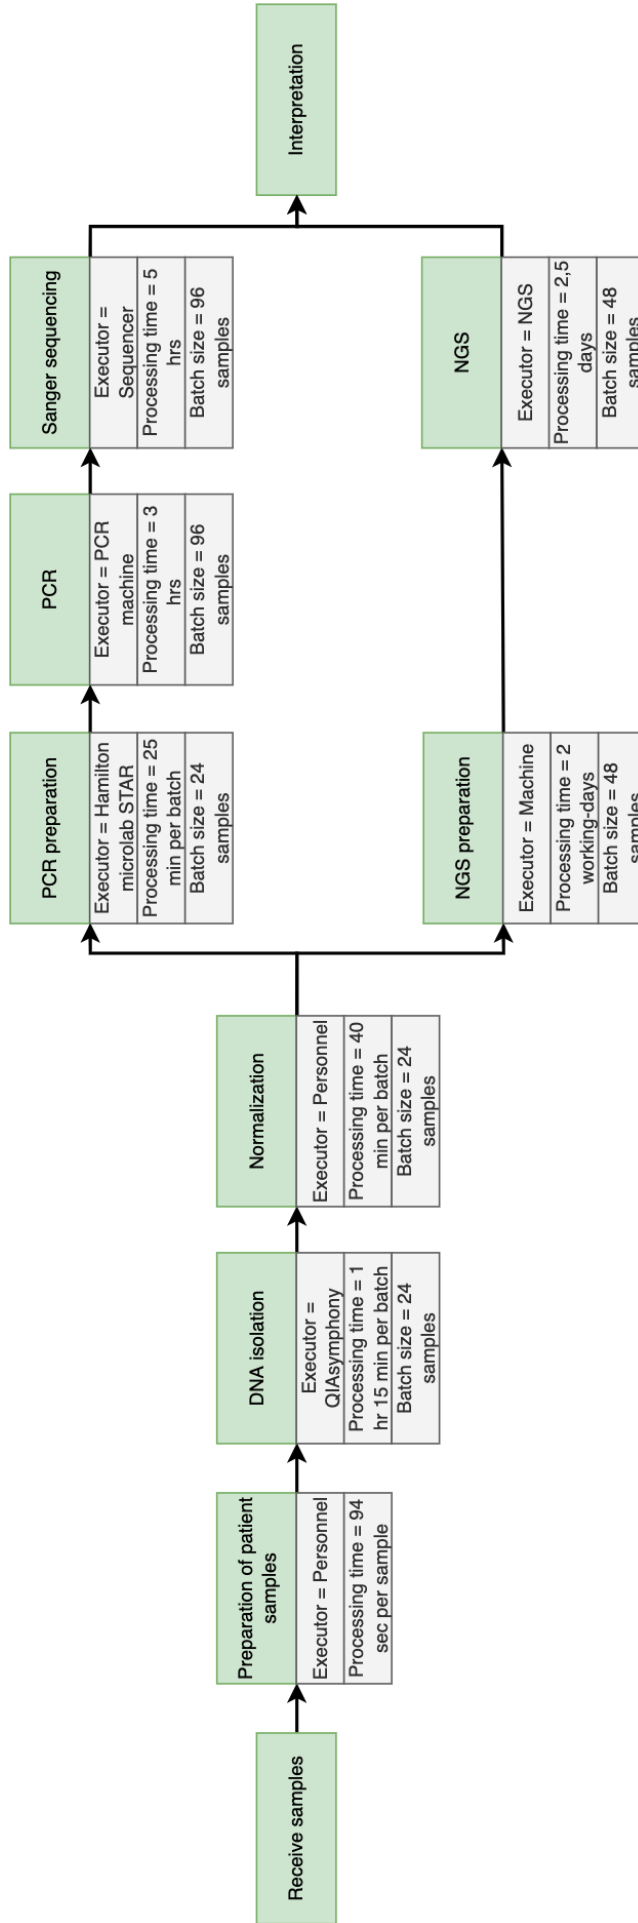 Receive samples
Preparation of patient
samples
Executor = Personnel
Processing time = 94
sec per sample
DNA isolation
Executor =
QIAsymphony
Processing time = 1
hr 15 min per batch
Batch size = 24
samples
Normalization
Executor = Personnel
Processing time = 40
min per batch
Batch size = 24
samples
PCR preparation
Executor = Hamilton
microlab STAR
Processing time = 25
min per batch
Batch size = 24
samples
PCR
Executor = PCR
machine
Processing time = 3
hrs
Batch size = 96
samples
Sanger sequencing
Executor =
Sequencer
Processing time = 5
hrs
Batch size = 96
samples
NGS preparation
Executor = Machine
Processing time = 2
working-days
Batch size = 48
samples
NGS
Executor = NGS
Processing time = 2,5
days
Batch size = 48
samples
Interpretation